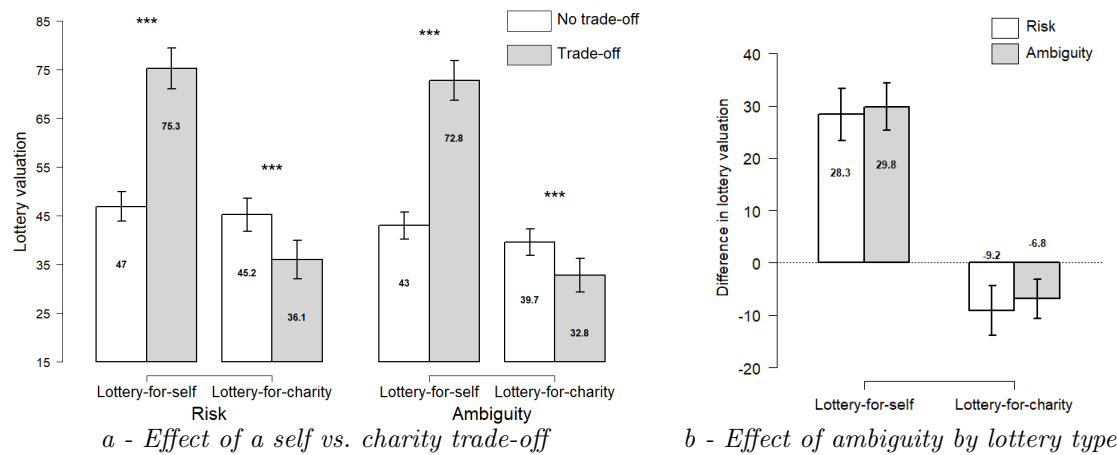 85
75
65
55
45
35
25
15
Lottery valuation
No trade-off
Trade-off
***
***
***
***
47
75.3
45.2
36.1
43
72.8
39.7
32.8
Lottery-for-self Lottery-for-charity
Lottery-for-self Lottery-for-charity
Risk
Ambiguity
a - Effect of a self vs. charity trade-off
Risk
Ambiguity
40
30
20
10
0
-10
-20
Difference in lottery valuation
28.3
29.8
-9.2
-6.8
Lottery-for-self
Lottery-for-charity
b - Effect of ambiguity by lottery type